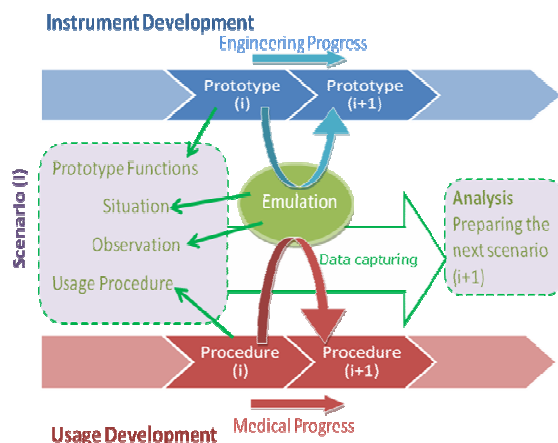 Instrument Development
Engineering Progress
Prototype
(i)
Prototype
(i+1)
Scenario (I)
Prototype Functions
Situation
Observation
Usage Procedure
Emulation
Data capturing
Analysis
Preparing the
next scenario
(i+1)
Procedure
(i)
Procedure
(i+1)
Medical Progress
Usage Development